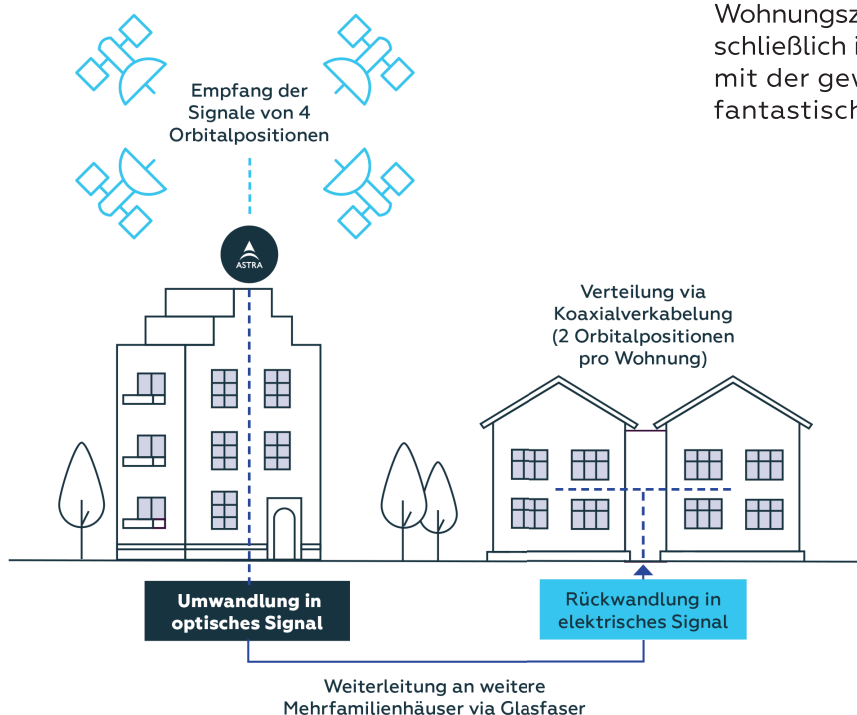 Wohnungsz
schließlich i
mit der gev
fantastisch
Empfang der
Signale von 4
Orbitalpositionen
ASTRA
Verteilung via
Koaxialverkabelung
(2 Orbitalpositionen
pro Wohnung)
Umwandlung in
optisches Signal
Rückwandlung in
elektrisches Signal
Weiterleitung an weitere
Mehrfamilienhäuser via Glasfaser